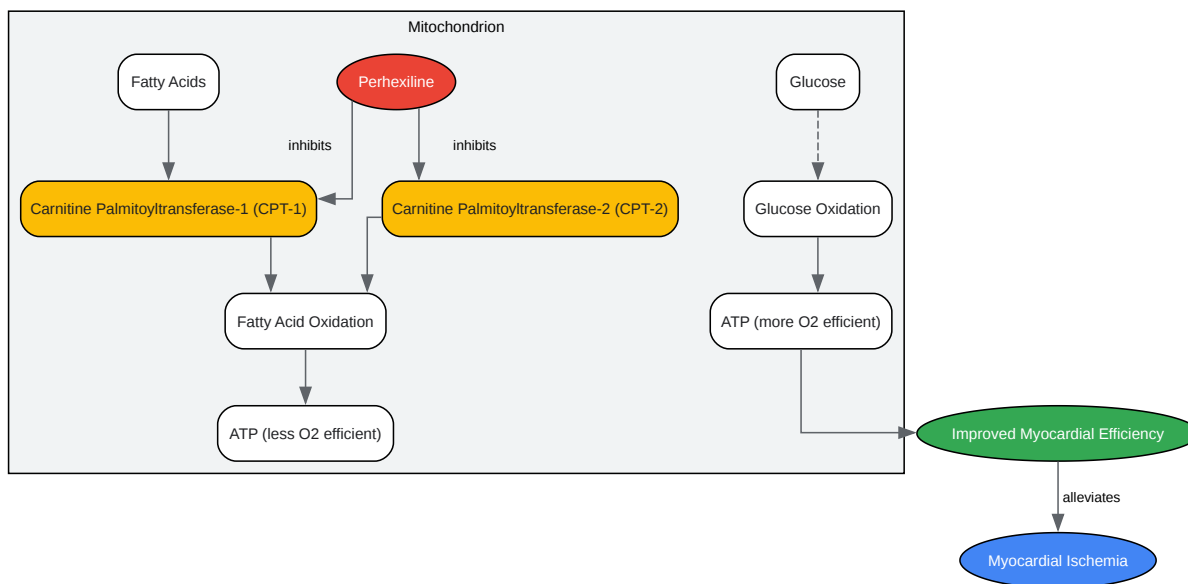 Mitochondrion
Fatty Acids
Perhexiline
Glucose
inhibits
inhibits
Carnitine Palmitoyltransferase-1 (CPT-1)
Carnitine Palmitoyltransferase-2 (CPT-2)
Glucose Oxidation
Fatty Acid Oxidation
ATP (more O2 efficient)
ATP (less O2 efficient)
Improved Myocardial Efficiency
alleviates
Myocardial Ischemia